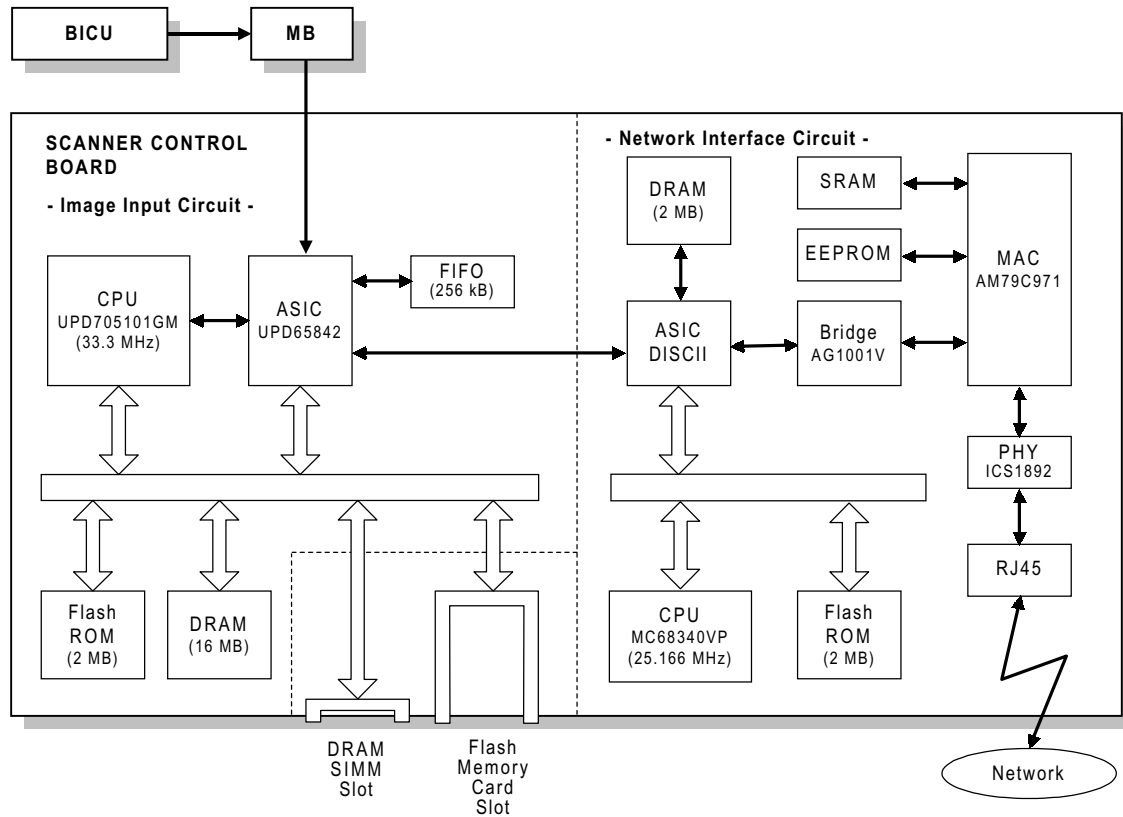 BICU
MB
SCANNER CONTROL
BOARD
- Image Input Circuit -
CPU
UPD705101GM
(33.3 MHz)
ASIC
UPD65842
FIFO
(256 kB)
Flash
ROM
(2 MB)
DRAM
(16 MB)
DRAM
SIMM
Slot
Flash
Memory
Card
Slot
- Network Interface Circuit -
DRAM
(2 MB)
SRAM
EEPROM
MAC
AM79C971
ASIC
DISCII
Bridge
AG1001V
PHY
ICS1892
RJ45
CPU
MC68340VP
(25.166 MHz)
Flash
ROM
(2 MB)
Network